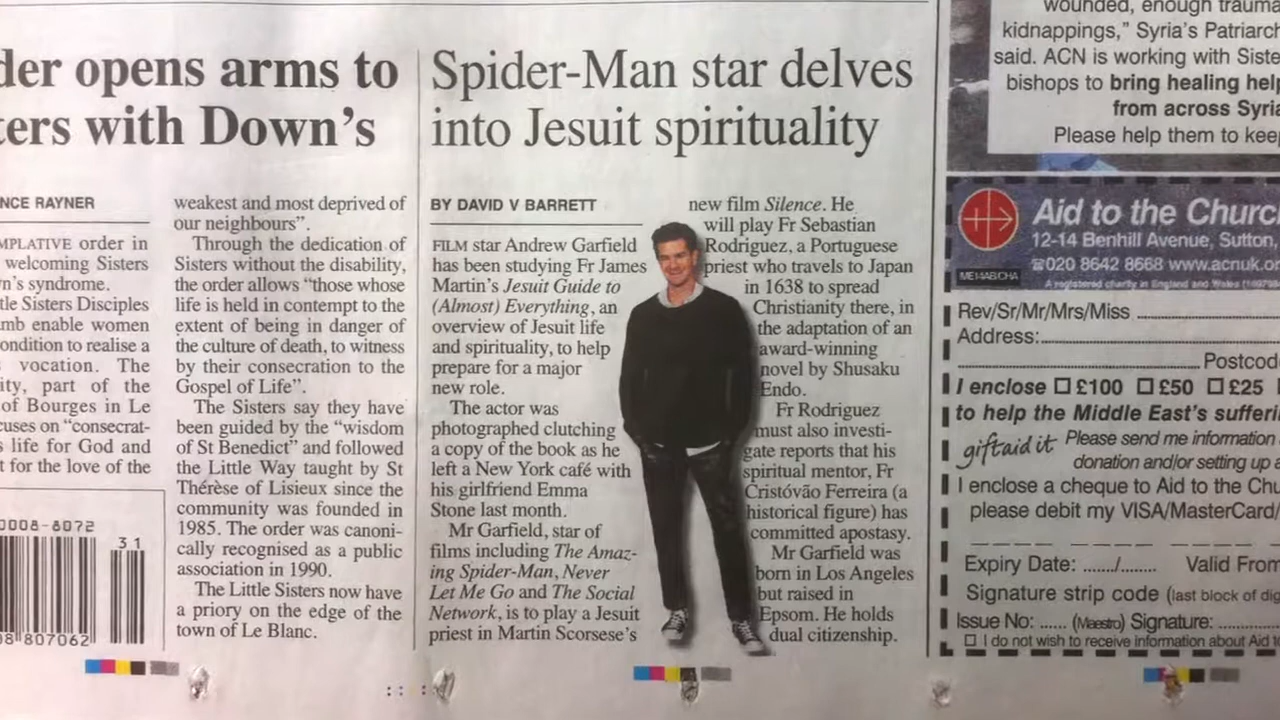 der opens arms to
ters with Down's
NCE RAYNER
MPLATIVE order in
welcoming Sisters
n's syndrome.
tle Sisters Disciples
mb enable women
ondition to realise a
vocation. The
ity, part of the
of Bourges in Le
cuses on "consecrat-
s life for God and
t for the love of the
0008-8072
31
08 807062
weakest and most deprived of
our neighbours".
Through the dedication of
Sisters without the disability,
the order allows "those whose
life is held in contempt to the
extent of being in danger of
the culture of death, to witness
by their consecration to the
Gospel of Life".
The Sisters say they have
been guided by the "wisdom
of St Benedict" and followed
the Little Way taught by St
Thérèse of Lisieux since the
community was founded in
1985. The order was canoni-
cally recognised as a public
association in 1990.
The Little Sisters now have
a priory on the edge of the
town of Le Blanc.
Spider-Man star delves
into Jesuit spirituality
BY DAVID V BARRETT
FILM star Andrew Garfield
has been studying Fr James
Martin's Jesuit Guide to
(Almost) Everything, an
overview of Jesuit life
and spirituality, to help
prepare for a major
new role.
The actor was
photographed clutching
a copy of the book as he
left a New York café with
his girlfriend Emma
Stone last month.
Mr Garfield, star of
films including The Amaz-
ing Spider-Man, Never
Let Me Go and The Social
Network, is to play a Jesuit
priest in Martin Scorsese's
new film Silence. He
will play Fr Sebastian
Rodriguez, a Portuguese
priest who travels to Japan
in 1638 to spread
Christianity there, in
the adaptation of an
award-winning
novel by Shusaku
Endo.
Fr Rodriguez
must also investi-
gate reports that his
spiritual mentor, Fr
Cristóvão Ferreira (a
historical figure) has
committed apostasy.
Mr Garfield was
born in Los Angeles
but raised in
Epsom. He holds
dual citizenship.
wounded, enough trauma
kidnappings," Syria's Patriarch
said. ACN is working with Siste
bishops to bring healing help
from across Syria
Please help them to keep
Aid to the Churc
12-14 Benhill Avenue, Sutton,
☎020 8642 8668 www.acnuk.or
A registered charity in England and Wales
Rev/Sr/Mr/Mrs/Miss
Address:
Postcode
I enclose □ £100 □ £50 □ £25
to help the Middle East's sufferi
giftaid it Please send me information
donation and/or setting up a
I enclose a cheque to Aid to the Chu
please debit my VISA/MasterCard/
Expiry Date: ....../....... Valid From
Signature strip code (last block of dig
Issue No: ...... (Maestro) Signature:
□ I do not wish to receive information about Aid to